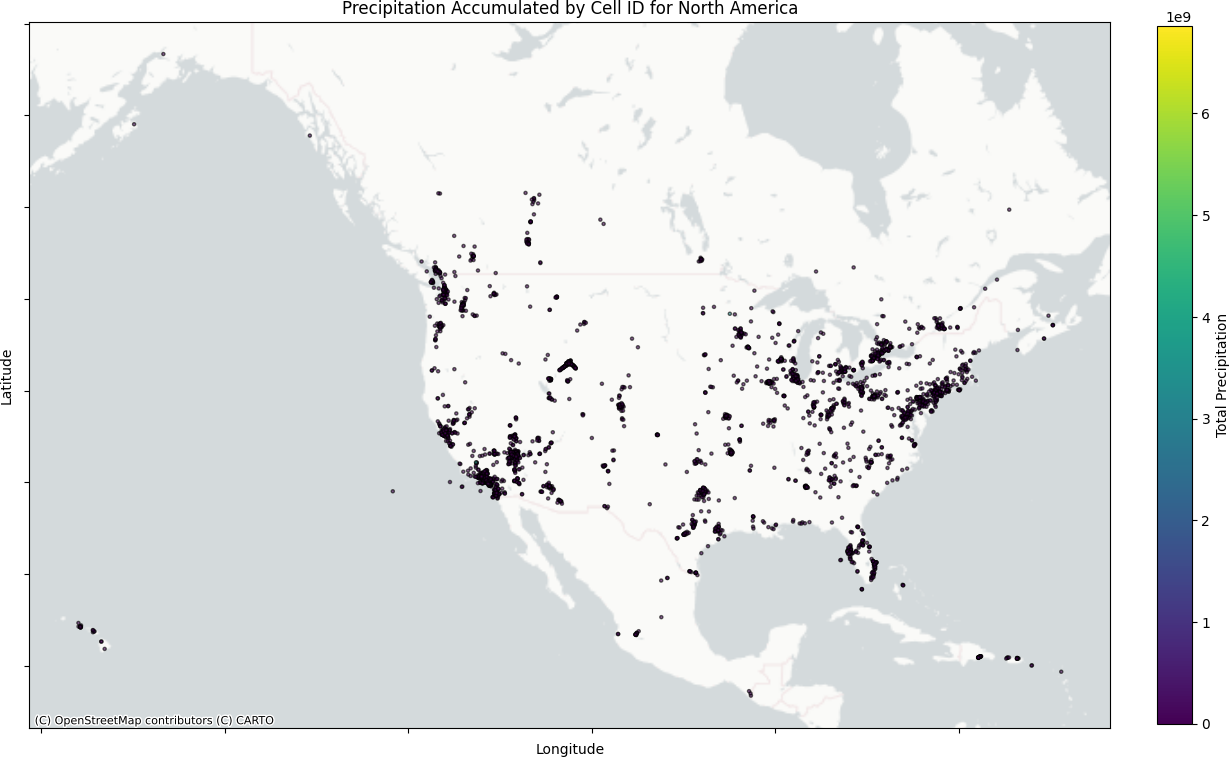 Precipitation Accumulated by Cell ID for North America
1e9
6
5
4
3
2
1
0
Total Precipitation
Latitude
(C) OpenStreetMap contributors (C) CARTO
Longitude